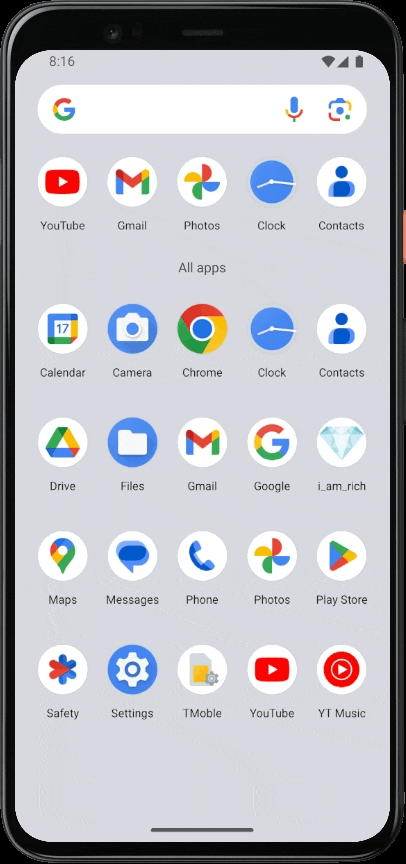 8:16
YouTube Gmail Photos Clock Contacts
All apps
Calendar Camera Chrome Clock Contacts
Drive Files Gmail Google i_am_rich
Maps Messages Phone Photos Play Store
Safety Settings TMoble YouTube YT Music
17